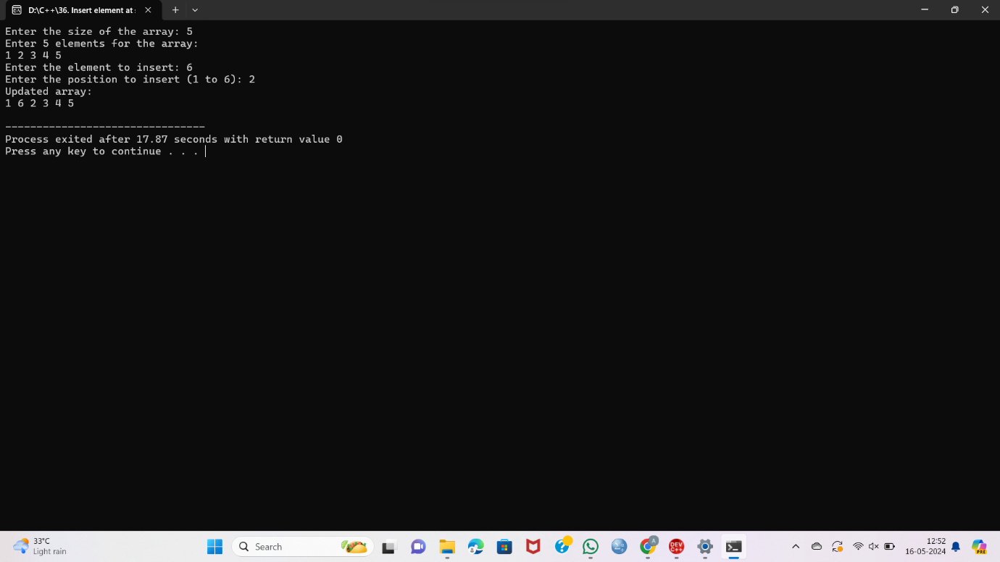 D:\C++\36. Insert element at
Enter the size of the array: 5
Enter 5 elements for the array:
1 2 3 4 5
Enter the element to insert: 6
Enter the position to insert (1 to 6): 2
Updated array:
1 6 2 3 4 5
--------------------------------
Process exited after 17.87 seconds with return value 0
Press any key to continue . . .
33°C
Light rain
Search
A
DEV
C++
12:52
16-05-2024
PRE